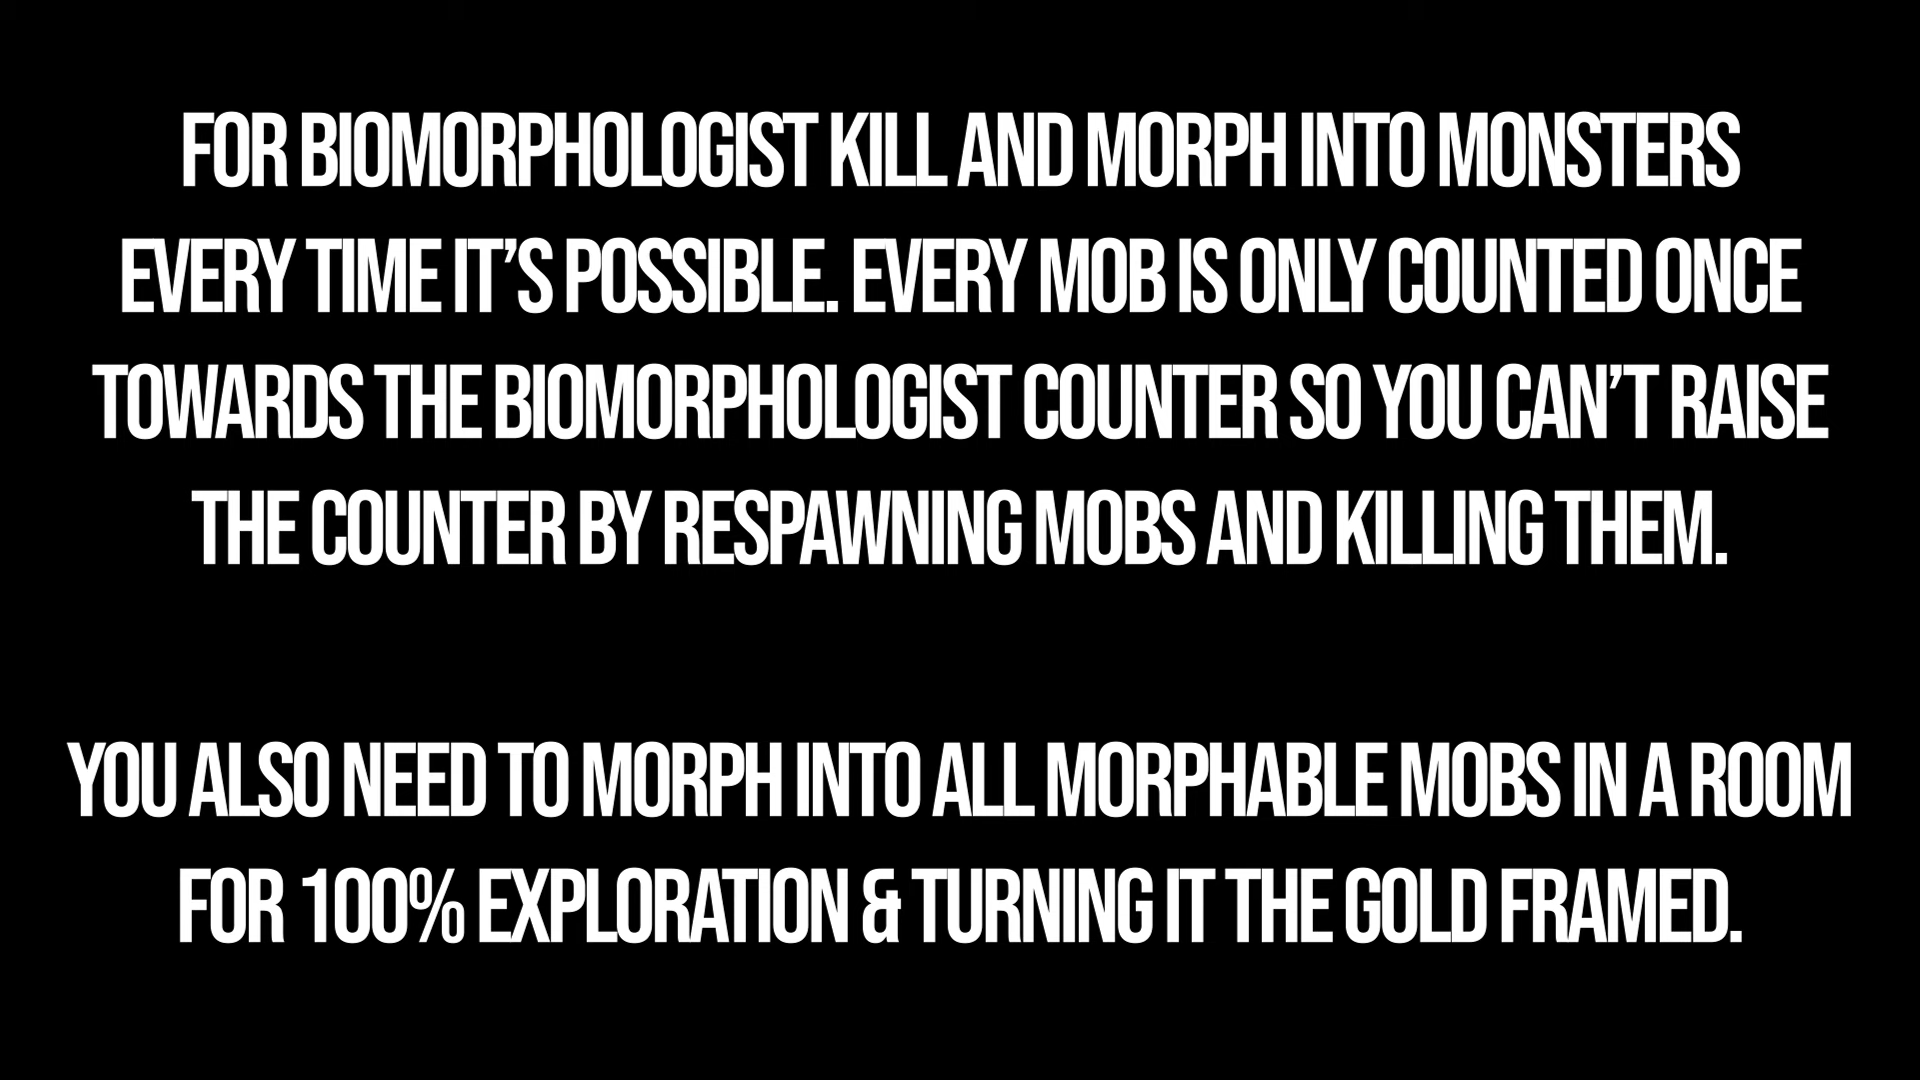 FOR BIOMORPHOLOGIST KILL AND MORPH INTO MONSTERS
EVERY TIME IT’S POSSIBLE. EVERY MOB IS ONLY COUNTED ONCE
TOWARDS THE BIOMORPHOLOGIST COUNTER SO YOU CAN’T RAISE
THE COUNTER BY RESPAWNING MOBS AND KILLING THEM.
YOU ALSO NEED TO MORPH INTO ALL MORPHABLE MOBS IN A ROOM
FOR 100% EXPLORATION & TURNING IT THE GOLD FRAMED.